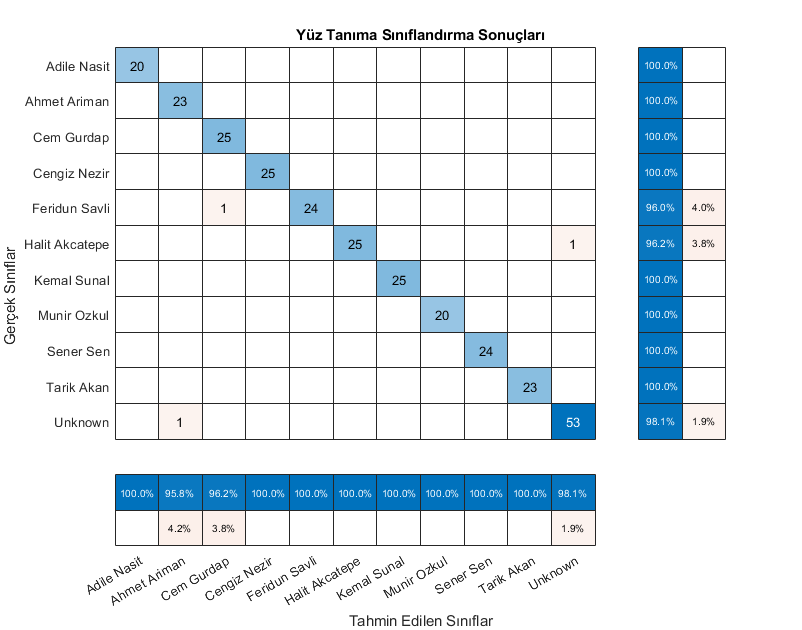 Yüz Tanıma Sınıflandırma Sonuçları
Adile Nasit 20 100.0%
Ahmet Ariman 23 100.0%
Cem Gurdap 25 100.0%
Cengiz Nezir 25 100.0%
Feridun Savli 1 24 96.0% 4.0%
Halit Akcatepe 25 1 96.2% 3.8%
Kemal Sunal 25 100.0%
Munir Ozkul 20 100.0%
Sener Sen 24 100.0%
Tarik Akan 23 100.0%
Unknown 1 53 98.1% 1.9%
Gerçek Sınıflar
100.0% 95.8% 96.2% 100.0% 100.0% 100.0% 100.0% 100.0% 100.0% 100.0% 98.1%
4.2% 3.8% 1.9%
Adile Nasit Ahmet Ariman Cem Gurdap Cengiz Nezir Feridun Savli Halit Akcatepe Kemal Sunal Munir Ozkul Sener Sen Tarik Akan Unknown
Tahmin Edilen Sınıflar